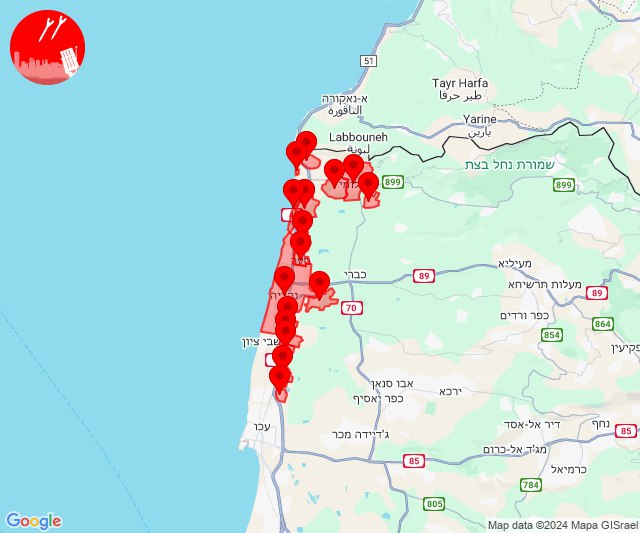 51
א-נאקורה
الناقورة
Tayr Harfa
طير حرفا
Labbouneh
لبونة
Yarine
يارين
שמורת נחל בצת
899
899
מעיליא
כברי
89
מעלות תרשיחא
89
70
כפר ורדים
864
854
שבי ציון
פקיעין
אבו סנאן
ירכא
כפר יאסיף
עכו
ג'דיידה מכר
דיר אל-אסד
נחף
85
מג'ד אל-כרום
85
כרמיאל
784
805
Google
Map data ©2024 Mapa GISrael